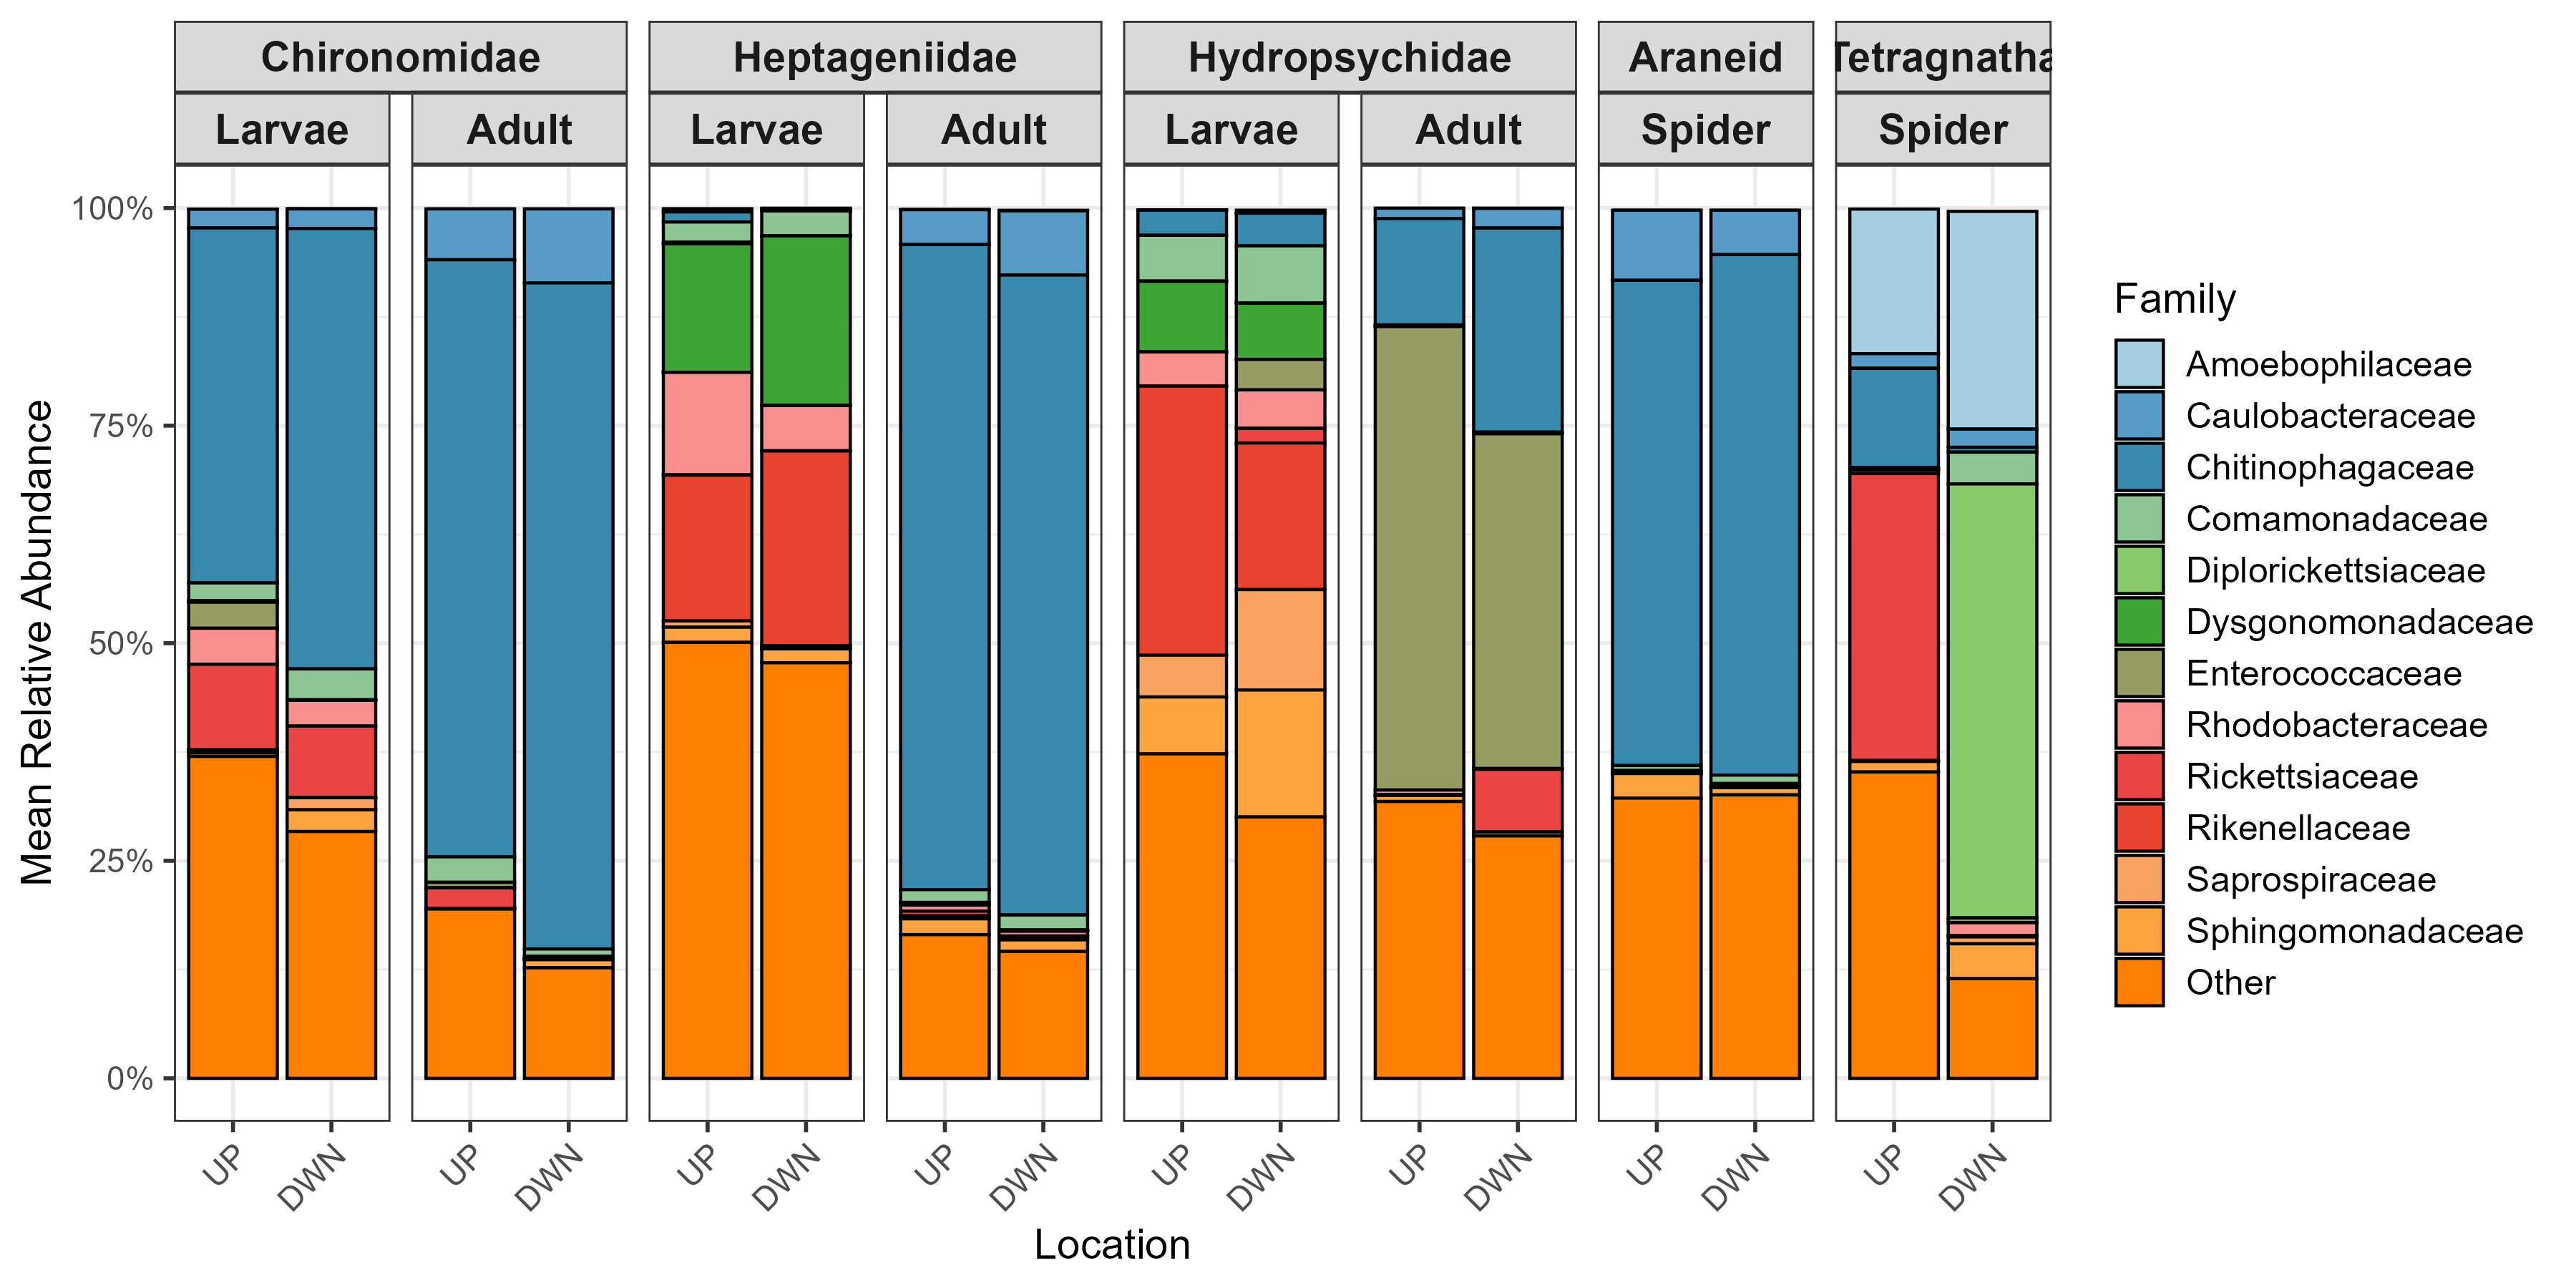 Chironomidae Heptageniidae Hydropsychidae Araneid Tetragnatha
Larvae Adult Larvae Adult Larvae Adult Spider Spider
100%
75%
50%
25%
0%
Mean Relative Abundance
UP DWN UP DWN UP DWN UP DWN UP DWN UP DWN UP DWN UP DWN
Location
Family
Amoebophilaceae
Caulobacteraceae
Chitinophagaceae
Comamonadaceae
Diplorickettsiaceae
Dysgonomonadaceae
Enterococcaceae
Rhodobacteraceae
Rickettsiaceae
Rikenellaceae
Saprospiraceae
Sphingomonadaceae
Other